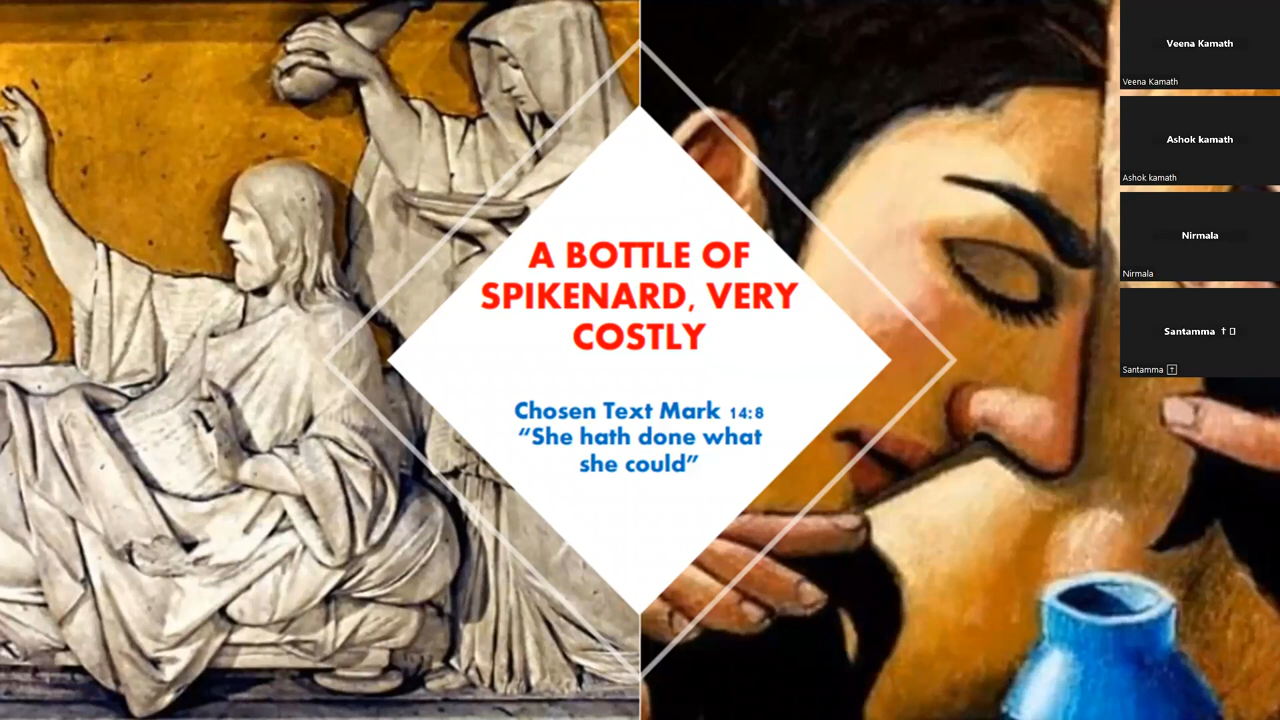 A BOTTLE OF
SPIKENARD, VERY
COSTLY
Chosen Text Mark 14:8
“She hath done what
she could”
Veena Kamath
Veena Kamath
Ashok kamath
Ashok kamath
Nirmala
Nirmala
Santamma ✝
Santamma